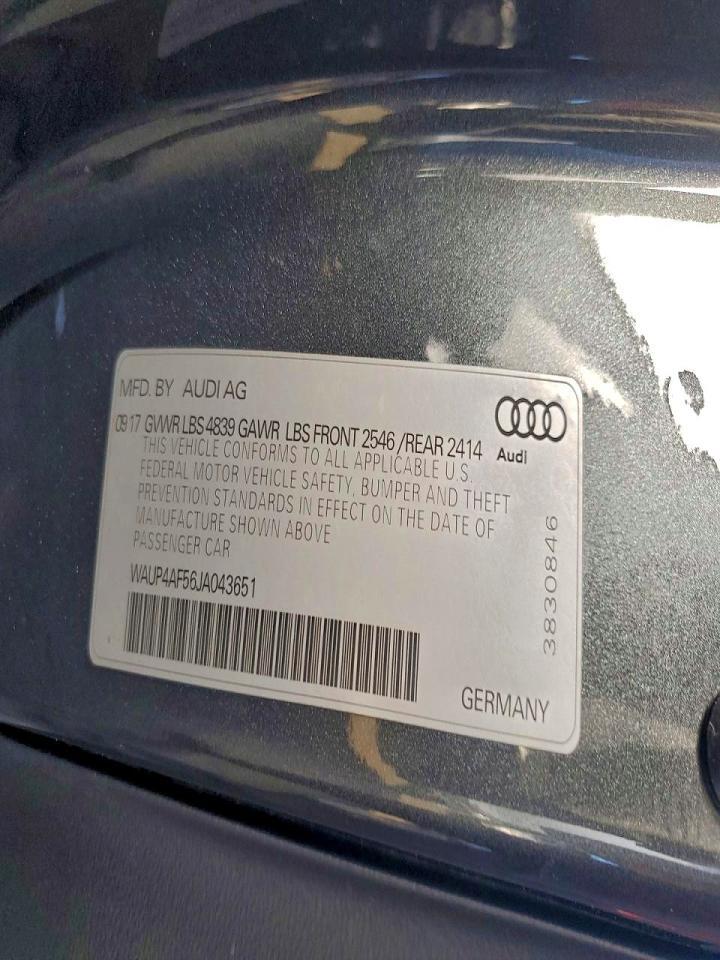 MFD. BY AUDI AG
09 17 GVWR LBS 4839 GAWR LBS FRONT 2546 / REAR 2414
THIS VEHICLE CONFORMS TO ALL APPLICABLE U.S.
FEDERAL MOTOR VEHICLE SAFETY, BUMPER AND THEFT
PREVENTION STANDARDS IN EFFECT ON THE DATE OF
MANUFACTURE SHOWN ABOVE
PASSENGER CAR
WAUP4AF56JA043651
Audi
3830846
GERMANY